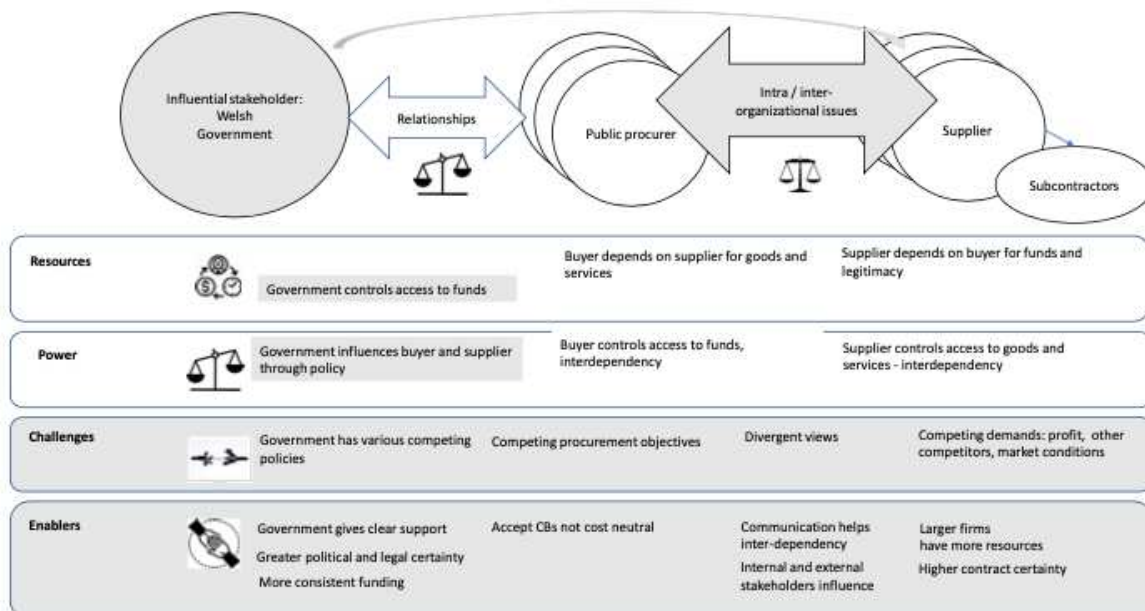 Influential stakeholder:
Welsh
Government
Relationships
Public procurer
Intra / inter-
organizational issues
Supplier
Subcontractors
Resources
Government controls access to funds
Buyer depends on supplier for goods and
services
Supplier depends on buyer for funds and
legitimacy
Power
Government influences buyer and supplier
through policy
Buyer controls access to funds,
interdependency
Supplier controls access to goods and
services - interdependency
Challenges
Government has various competing
policies
Competing procurement objectives
Divergent views
Competing demands: profit, other
competitors, market conditions
Enablers
Government gives clear support
Greater political and legal certainty
More consistent funding
Accept CBs not cost neutral
Communication helps
inter-dependency
Internal and external
stakeholders influence
Larger firms
have more resources
Higher contract certainty